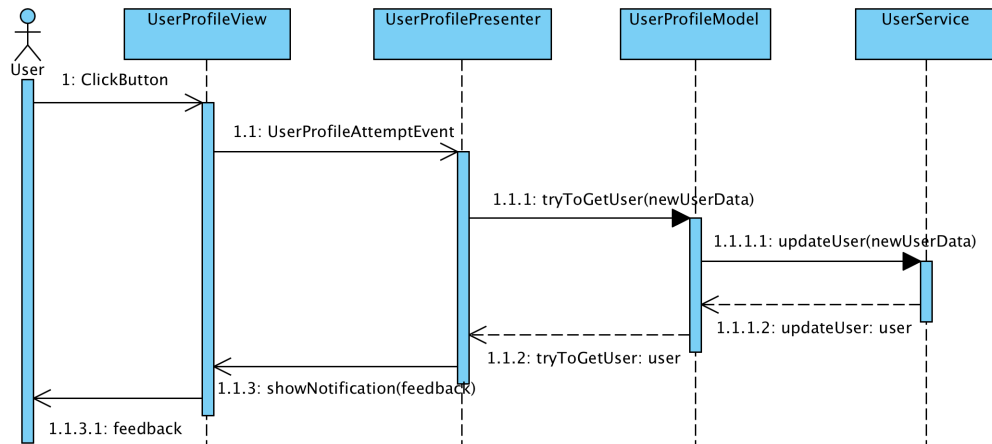 UserProfileView
UserProfilePresenter
UserProfileModel
UserService
User
1: ClickButton
1.1: UserProfileAttemptEvent
1.1.1: tryToGetUser(newUserData)
1.1.1.1: updateUser(newUserData)
1.1.1.2: updateUser: user
1.1.2: tryToGetUser: user
1.1.3: showNotification(feedback)
1.1.3.1: feedback